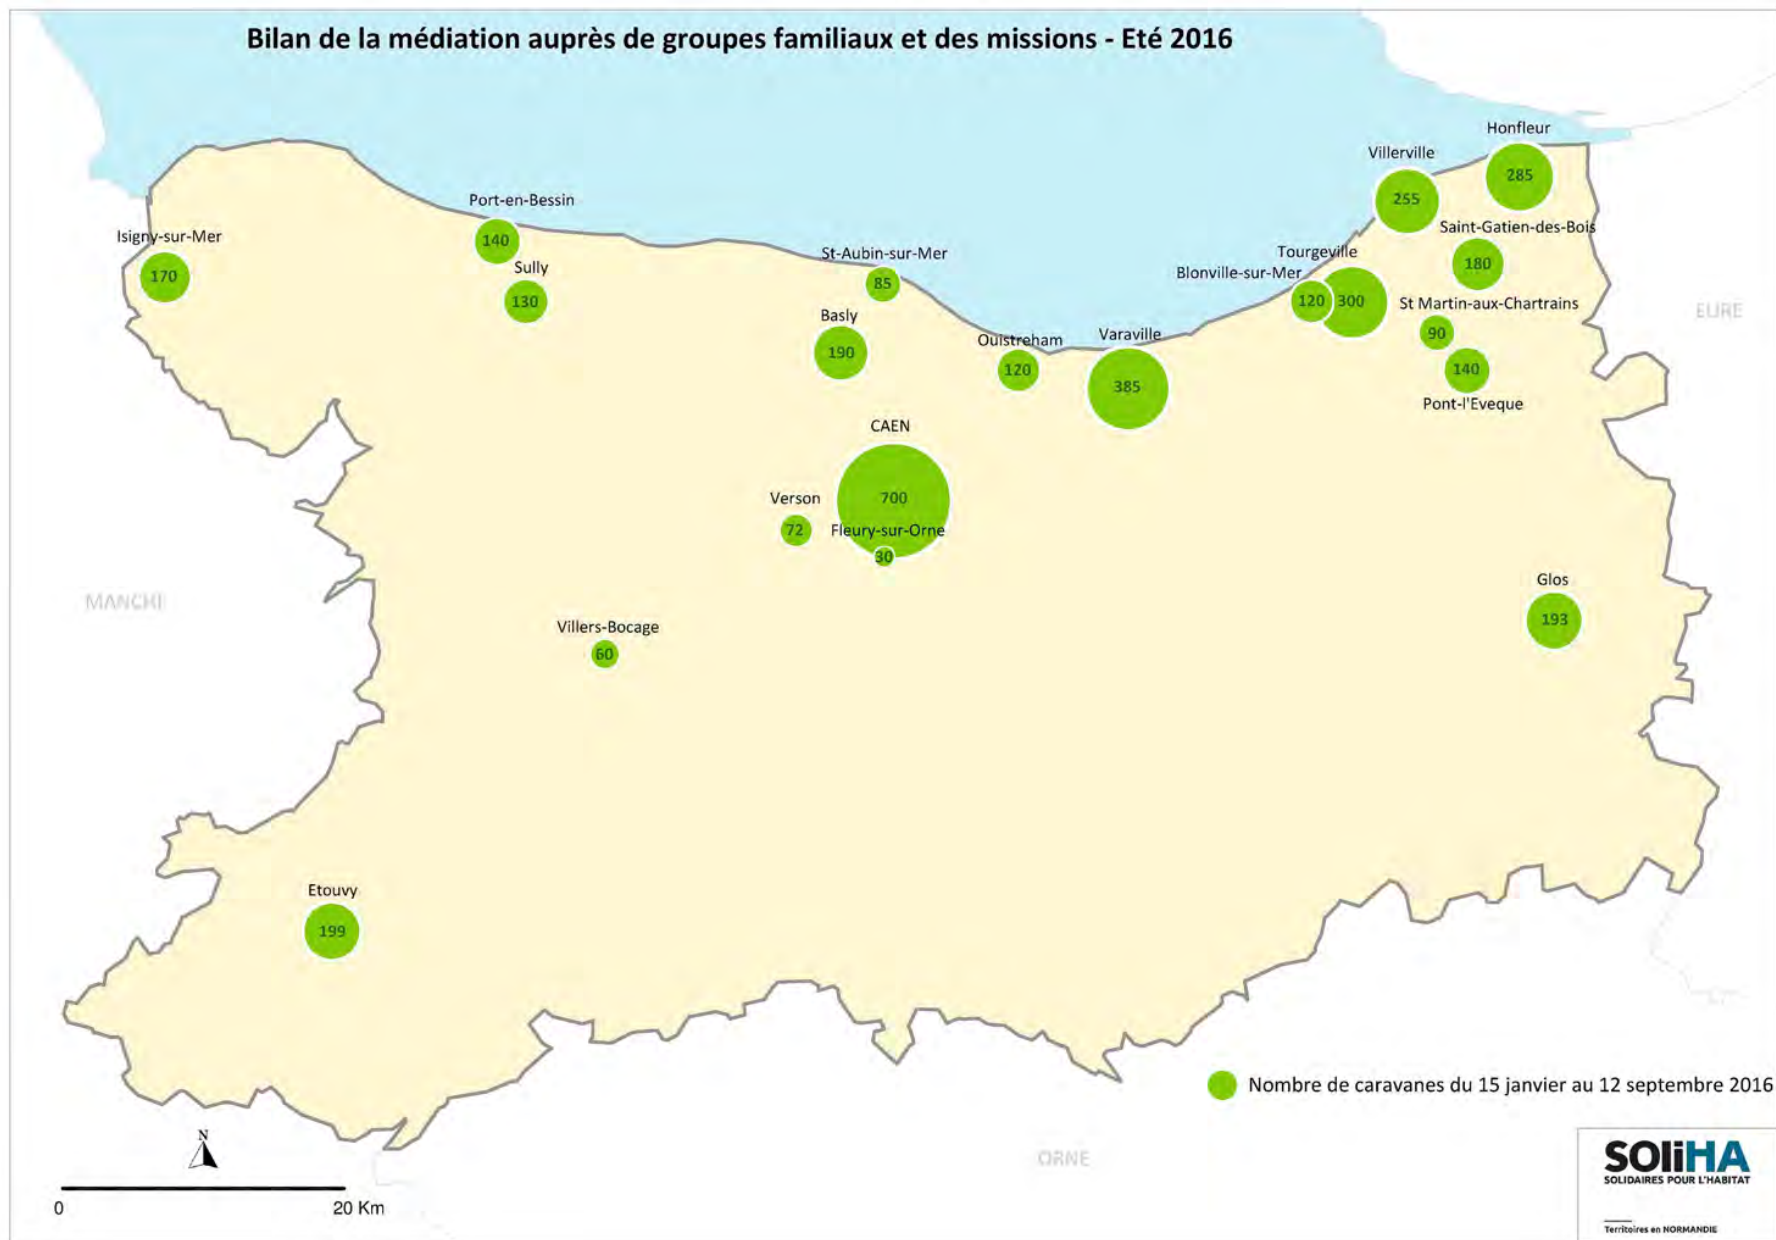 Bilan de la médiation auprès de groupes familiaux et des missions - Eté 2016
Honfleur
285
Villerville
255
Port-en-Bessin
140
Saint-Gatien-des-Bois
180
Isigny-sur-Mer
170
St-Aubin-sur-Mer
85
Tourgeville
300
Sully
130
Blonville-sur-Mer
120
St Martin-aux-Chartrains
90
EURE
Basly
190
Ouistreham
120
Varaville
385
140
Pont-l'Eveque
CAEN
700
Verson
72
Fleury-sur-Orne
30
Glos
193
MANCHE
Villers-Bocage
60
Etouvy
199
Nombre de caravanes du 15 janvier au 12 septembre 2016
N
0
20 Km
ORNE
SOliHA
SOLIDAIRES POUR L'HABITAT
Territoires en NORMANDIE